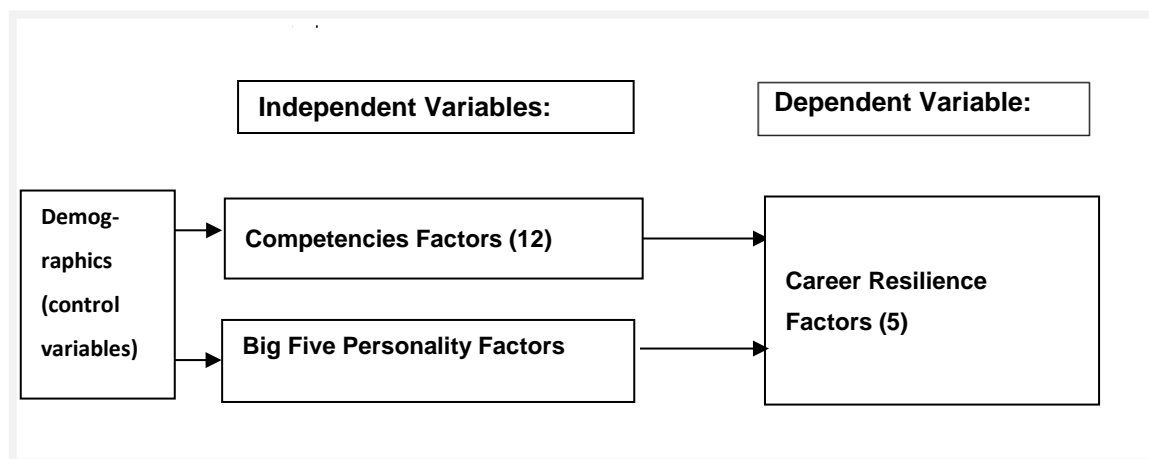 Independent Variables:
Dependent Variable:
Demog-
raphics
(control
variables)
Competencies Factors (12)
Big Five Personality Factors
Career Resilience
Factors (5)